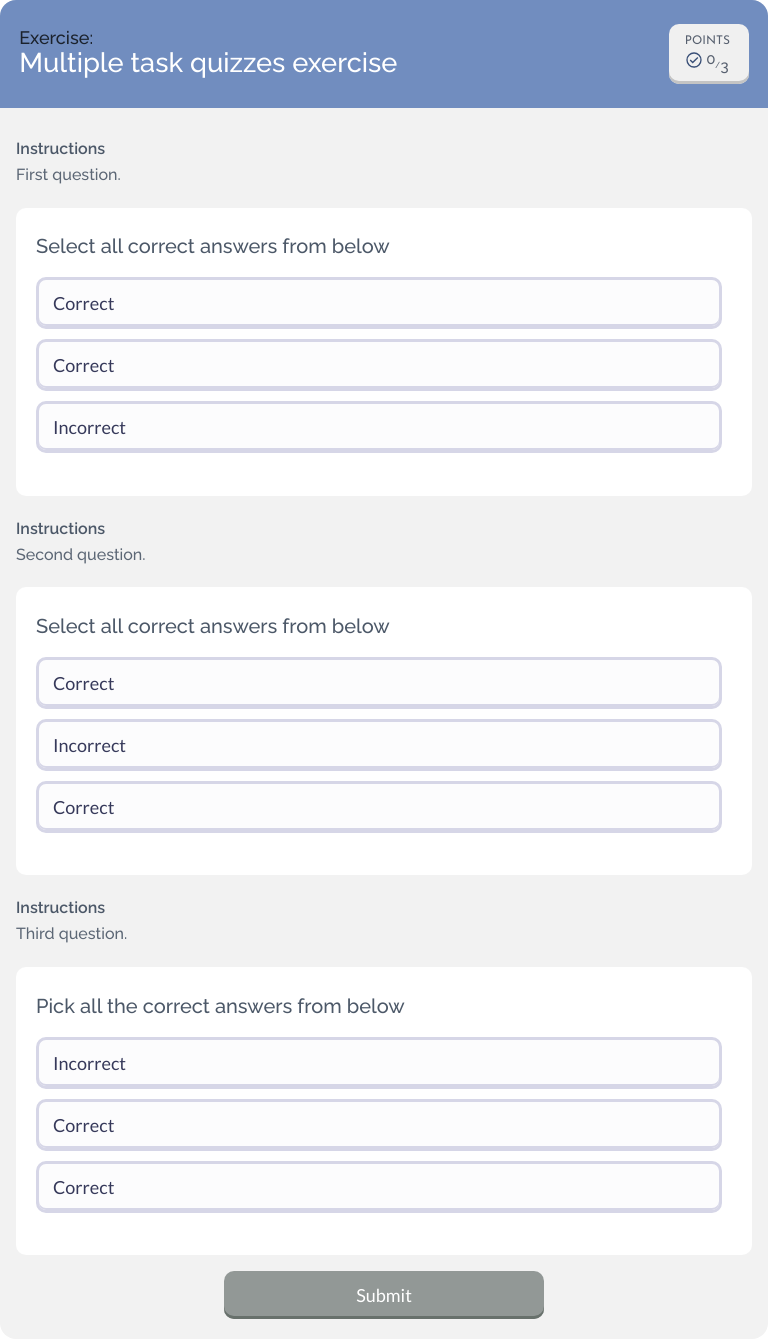 Exercise:
Multiple task quizzes exercise
POINTS
0/3
Instructions
First question.
Select all correct answers from below
Correct
Correct
Incorrect
Instructions
Second question.
Select all correct answers from below
Correct
Incorrect
Correct
Instructions
Third question.
Pick all the correct answers from below
Incorrect
Correct
Correct
Submit